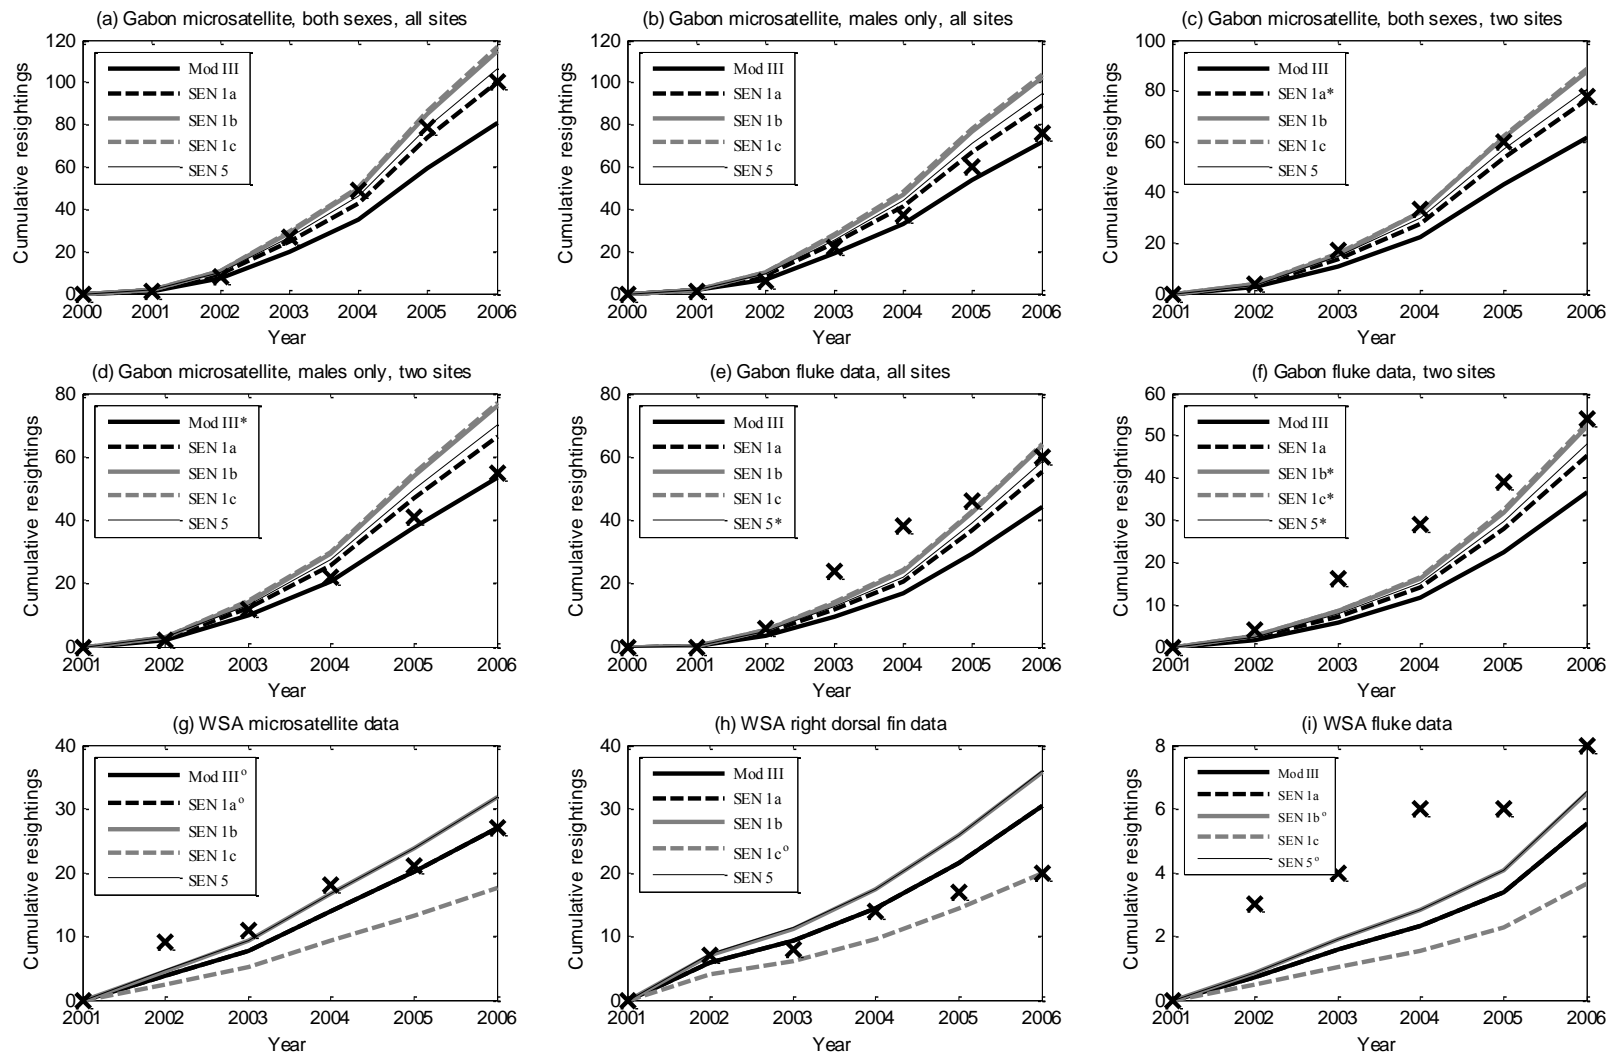 (a) Gabon microsatellite, both sexes, all sites
Cumulative resightings
120
100
80
60
40
20
0
Mod III
SEN 1a
SEN 1b
SEN 1c
SEN 5
2000 2001 2002 2003 2004 2005 2006
Year
(b) Gabon microsatellite, males only, all sites
Cumulative resightings
120
100
80
60
40
20
0
Mod III
SEN 1a
SEN 1b
SEN 1c
SEN 5
2000 2001 2002 2003 2004 2005 2006
Year
(c) Gabon microsatellite, both sexes, two sites
Cumulative resightings
100
80
60
40
20
0
Mod III
SEN 1a*
SEN 1b
SEN 1c
SEN 5
2001 2002 2003 2004 2005 2006
Year
(d) Gabon microsatellite, males only, two sites
Cumulative resightings
80
60
40
20
0
Mod III*
SEN 1a
SEN 1b
SEN 1c
SEN 5
2001 2002 2003 2004 2005 2006
Year
(e) Gabon fluke data, all sites
Cumulative resightings
80
60
40
20
0
Mod III
SEN 1a
SEN 1b
SEN 1c
SEN 5*
2000 2001 2002 2003 2004 2005 2006
Year
(f) Gabon fluke data, two sites
Cumulative resightings
60
50
40
30
20
10
0
Mod III
SEN 1a
SEN 1b*
SEN 1c*
SEN 5*
2001 2002 2003 2004 2005 2006
Year
(g) WSA microsatellite data
Cumulative resightings
40
30
20
10
0
Mod IIIº
SEN 1aº
SEN 1b
SEN 1c
SEN 5
2001 2002 2003 2004 2005 2006
Year
(h) WSA right dorsal fin data
Cumulative resightings
40
30
20
10
0
Mod III
SEN 1a
SEN 1b
SEN 1cº
SEN 5
2001 2002 2003 2004 2005 2006
Year
(i) WSA fluke data
Cumulative resightings
8
6
4
2
0
Mod III
SEN 1a
SEN 1bº
SEN 1c
SEN 5º
2001 2002 2003 2004 2005 2006
Year